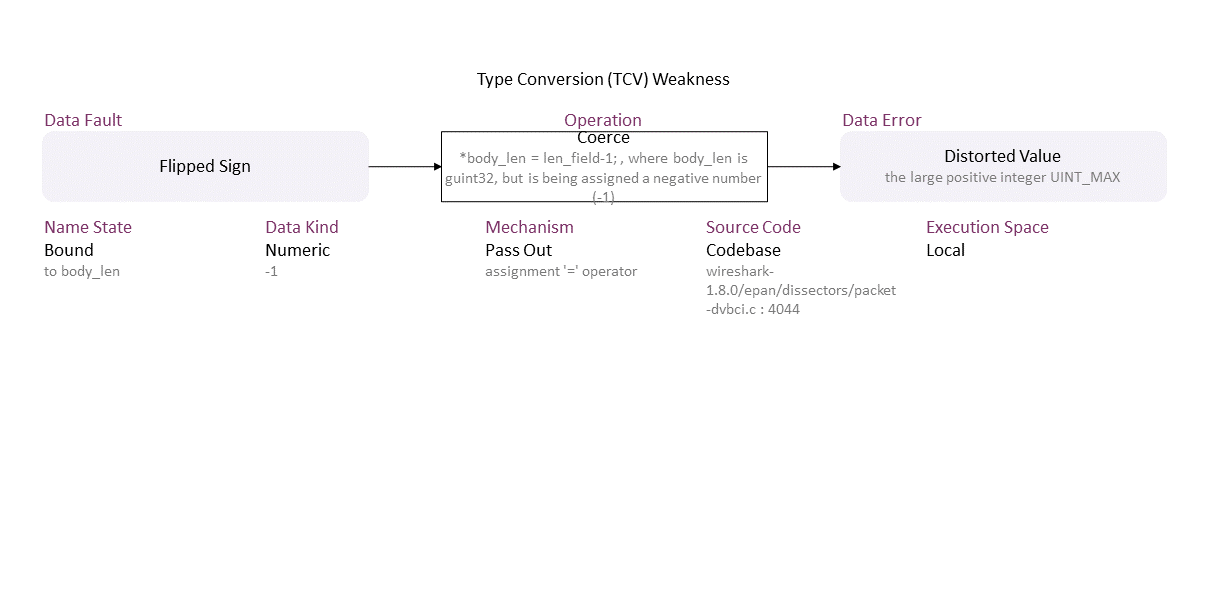 Type Conversion (TCV) Weakness
Data Fault
Operation
Data Error
Flipped Sign
Coerce
*body_len = len_field-1; , where body_len is
guint32, but is being assigned a negative number
(-1)
Distorted Value
the large positive integer UINT_MAX
Name State
Bound
to body_len
Data Kind
Numeric
-1
Mechanism
Pass Out
assignment '=' operator
Source Code
Codebase
wireshark-
1.8.0/epan/dissectors/packet
-dvbci.c : 4044
Execution Space
Local